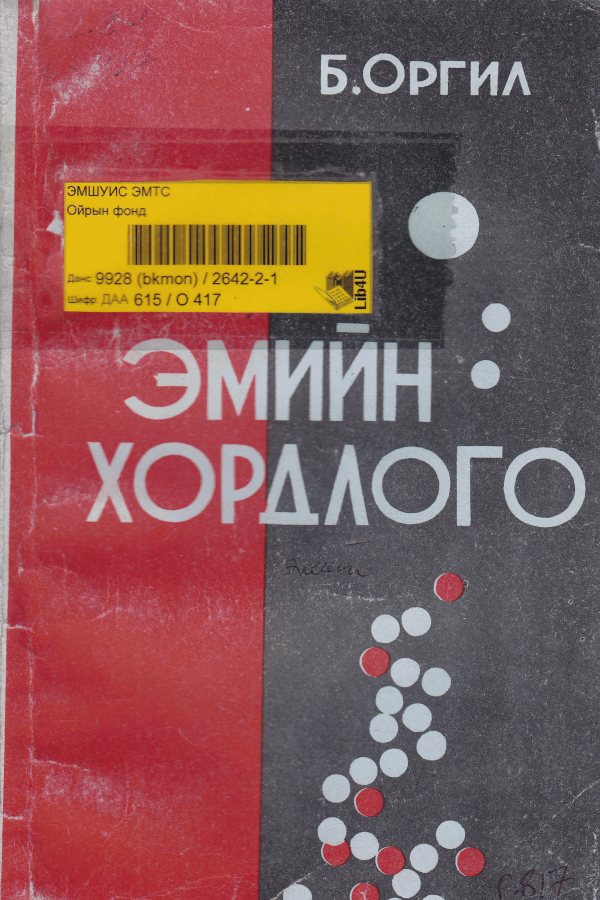 Б.ОРГИЛ
ЭМШУИС ЭМТС
Ойрын фонд
Данс: 9928 (bkmon) / 2642-2-1
Шифр: ДАА 615 / О 417
Lib4U
ЭМИЙН
ХОРДЛОГО